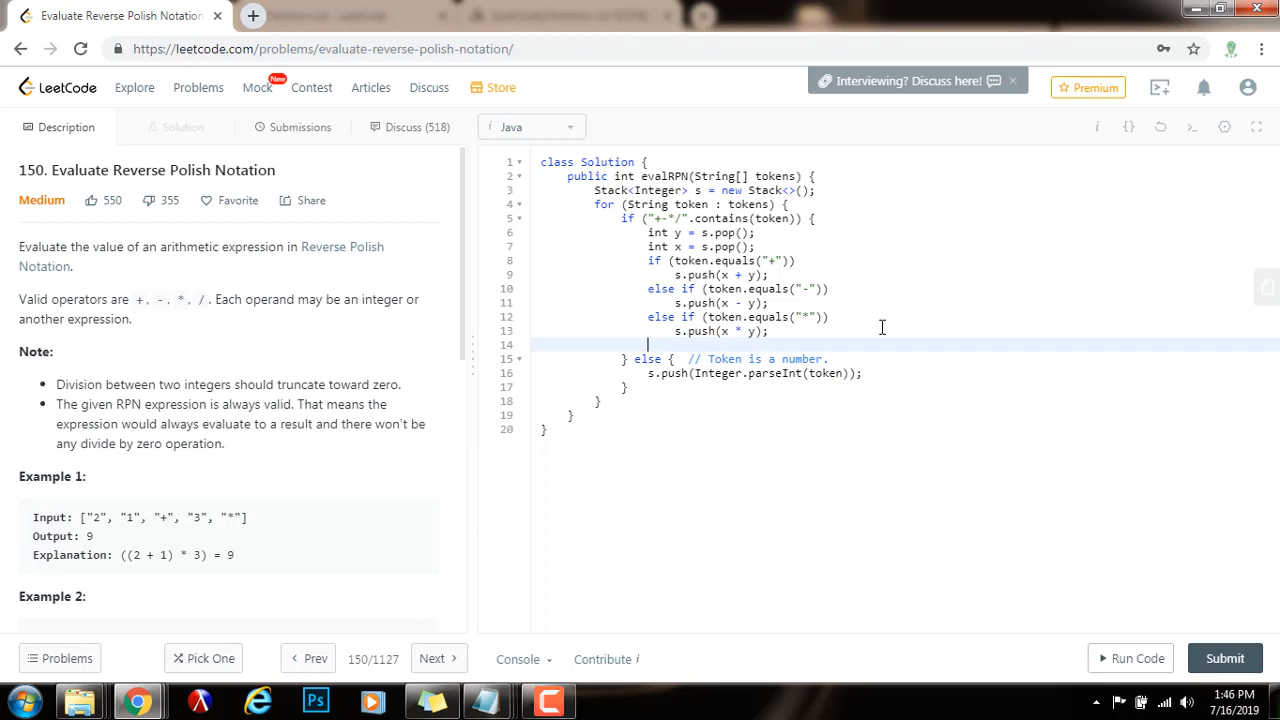 Evaluate Reverse Polish Notation
https://leetcode.com/problems/evaluate-reverse-polish-notation/
LeetCode Explore Problems Mock New Contest Articles Discuss Store
Interviewing? Discuss here!
Premium
Description Solution Submissions Discuss (518)
i Java
150. Evaluate Reverse Polish Notation
Medium 550 355 Favorite Share
Evaluate the value of an arithmetic expression in Reverse Polish
Notation.
Valid operators are +, -, *, /. Each operand may be an integer or
another expression.
Note:
• Division between two integers should truncate toward zero.
• The given RPN expression is always valid. That means the
expression would always evaluate to a result and there won't be
any divide by zero operation.
Example 1:
Input: ["2", "1", "+", "3", "*"]
Output: 9
Explanation: ((2 + 1) * 3) = 9
Example 2:
1 class Solution {
2 public int evalRPN(String[] tokens) {
3 Stack<Integer> s = new Stack<>();
4 for (String token : tokens) {
5 if ("+-*/".contains(token)) {
6 int y = s.pop();
7 int x = s.pop();
8 if (token.equals("+"))
9 s.push(x + y);
10 else if (token.equals("-"))
11 s.push(x - y);
12 else if (token.equals("*"))
13 s.push(x * y);
14
15 } else { // Token is a number.
16 s.push(Integer.parseInt(token));
17 }
18 }
19 }
20 }
Problems Pick One Prev 150/1127 Next
Console Contribute i
Run Code Submit
1:46 PM
7/16/2019